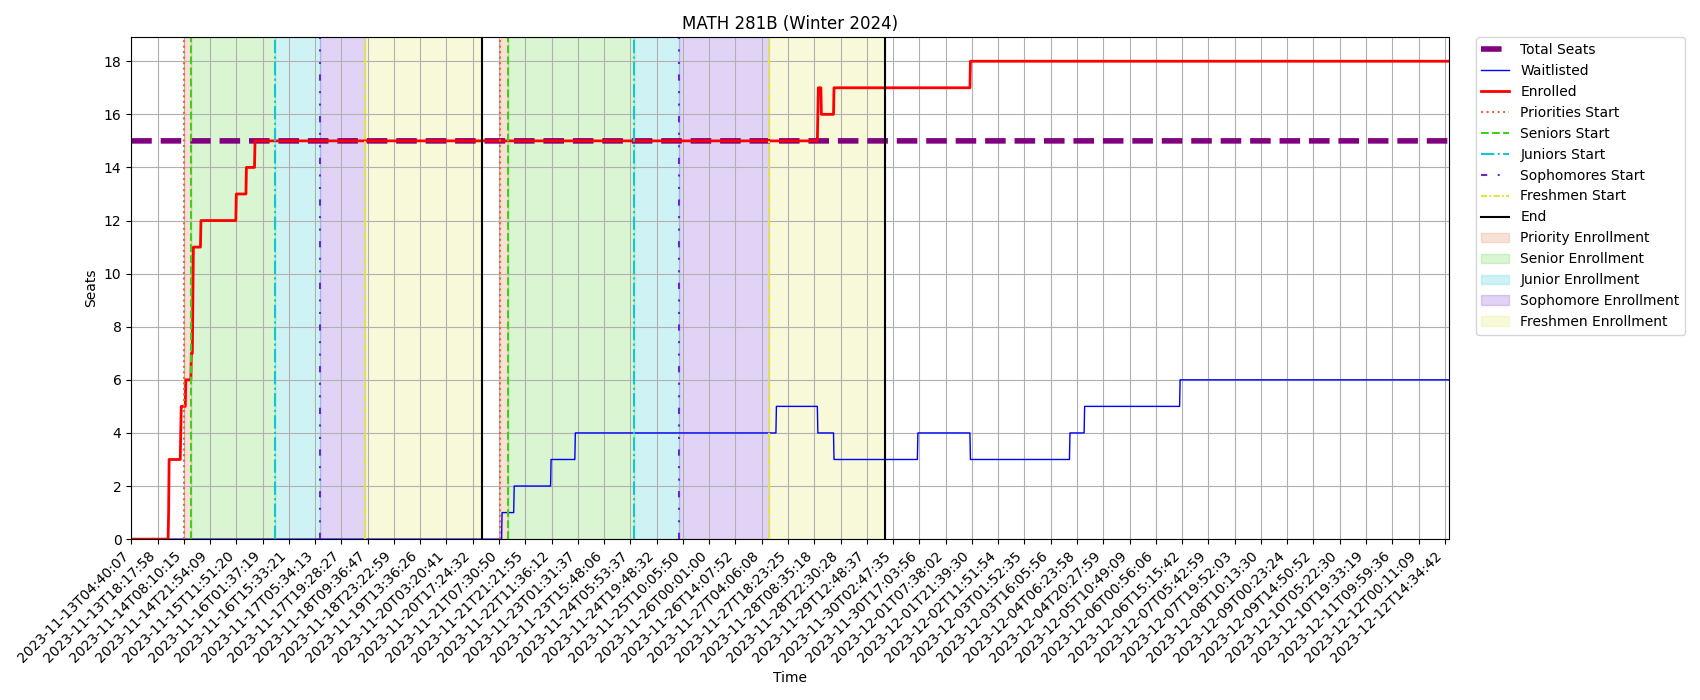 MATH 281B (Winter 2024)
18
16
14
12
10
8
6
4
2
0
Seats
2023-11-13T04:40:07
2023-11-13T18:17:58
2023-11-14T08:10:15
2023-11-14T21:54:09
2023-11-15T11:51:20
2023-11-16T01:37:19
2023-11-16T15:33:21
2023-11-17T05:34:13
2023-11-17T19:28:27
2023-11-18T09:36:47
2023-11-18T23:22:59
2023-11-19T13:36:26
2023-11-20T03:20:41
2023-11-20T17:24:32
2023-11-21T07:30:50
2023-11-21T21:21:55
2023-11-22T11:36:12
2023-11-23T01:31:37
2023-11-23T15:48:06
2023-11-24T05:53:37
2023-11-24T19:48:32
2023-11-25T10:05:50
2023-11-26T00:01:00
2023-11-26T14:07:52
2023-11-27T04:06:08
2023-11-27T18:23:25
2023-11-28T08:35:18
2023-11-28T22:30:28
2023-11-29T12:48:37
2023-11-30T02:47:35
2023-11-30T17:03:56
2023-12-01T07:38:02
2023-12-01T21:39:30
2023-12-02T11:51:54
2023-12-03T01:52:35
2023-12-03T16:05:56
2023-12-04T06:23:58
2023-12-04T20:27:59
2023-12-05T10:49:09
2023-12-06T00:56:06
2023-12-06T15:15:42
2023-12-07T05:42:59
2023-12-07T19:52:03
2023-12-08T10:13:30
2023-12-09T00:23:24
2023-12-09T14:50:52
2023-12-10T05:22:30
2023-12-10T19:33:19
2023-12-11T09:59:36
2023-12-12T00:11:09
2023-12-12T14:34:42
Time
Total Seats
Waitlisted
Enrolled
Priorities Start
Seniors Start
Juniors Start
Sophomores Start
Freshmen Start
End
Priority Enrollment
Senior Enrollment
Junior Enrollment
Sophomore Enrollment
Freshmen Enrollment